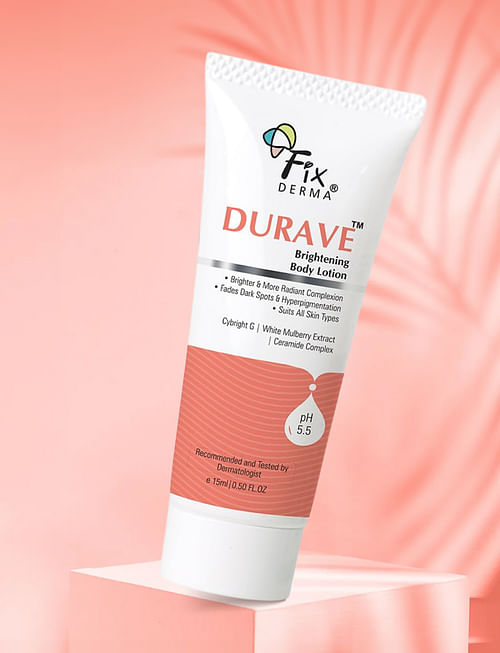 Fix
DERMA®
DURAVE™
Brightening
Body Lotion
• Brighter & More Radiant Complexion
• Fades Dark Spots & Hyperpigmentation
• Suits All Skin Types
Cybright G | White Mulberry Extract
| Ceramide Complex
pH
5.5
Recommended and Tested by
Dermatologist
e 15ml | 0.50 FL OZ